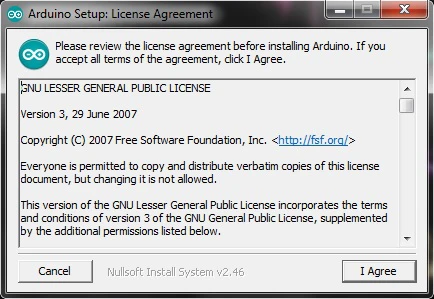 Arduino Setup: License Agreement
Please review the license agreement before installing Arduino. If you
accept all terms of the agreement, click I Agree.
GNU LESSER GENERAL PUBLIC LICENSE
Version 3, 29 June 2007
Copyright (C) 2007 Free Software Foundation, Inc. <http://fsf.org/>
Everyone is permitted to copy and distribute verbatim copies of this license
document, but changing it is not allowed.
This version of the GNU Lesser General Public License incorporates the terms
and conditions of version 3 of the GNU General Public License, supplemented
by the additional permissions listed below.
Cancel
Nullsoft Install System v2.46
I Agree